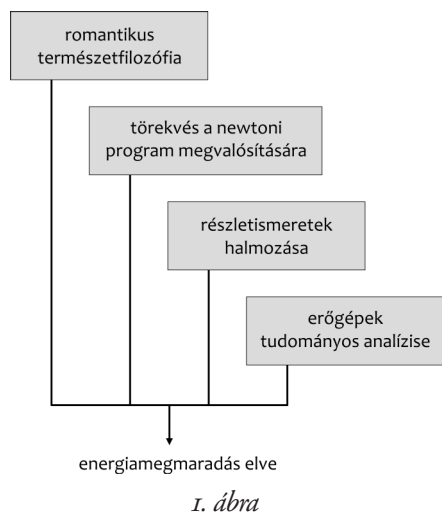 romantikus
természetfilozófia
törekvés a newtoni
program megvalósítására
részletismeretek
halmozása
erőgépek
tudományos analízise
energiamegmaradás elve
1. ábra